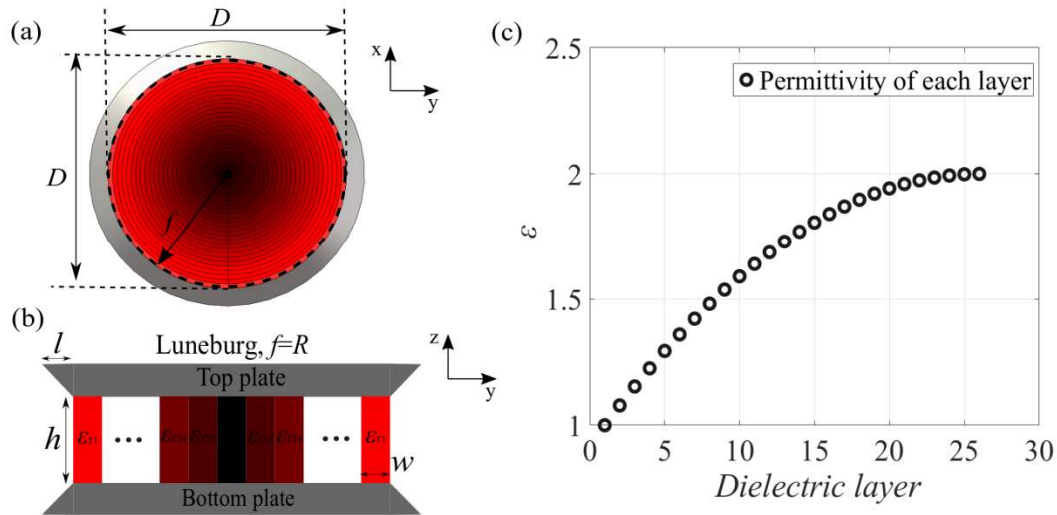 (a)
D
D
f
x
y
(b)
Luneburg, f=R
l
Top plate
h
εr1
•••
•••
εr1
w
Bottom plate
z
y
(c)
2.5
2
1.5
1
ε
Permittivity of each layer
0 5 10 15 20 25 30
Dielectric layer